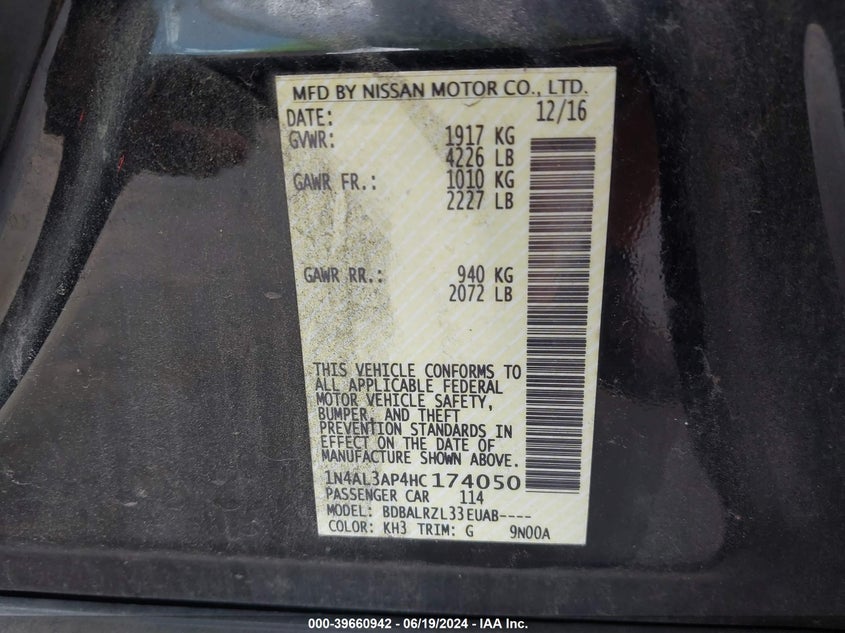 MFD BY NISSAN MOTOR CO., LTD.
DATE: 12/16
GVWR: 1917 KG
4226 LB
GAWR FR.: 1010 KG
2227 LB
GAWR RR.: 940 KG
2072 LB
THIS VEHICLE CONFORMS TO
ALL APPLICABLE FEDERAL
MOTOR VEHICLE SAFETY,
BUMPER, AND THEFT
PREVENTION STANDARDS IN
EFFECT ON THE DATE OF
MANUFACTURE SHOWN ABOVE.
1N4AL3AP4HC174050
PASSENGER CAR 114
MODEL: BDBALRZL33EUAB----
COLOR: KH3 TRIM: G 9N00A
000-39660942 - 06/19/2024 - IAA Inc.